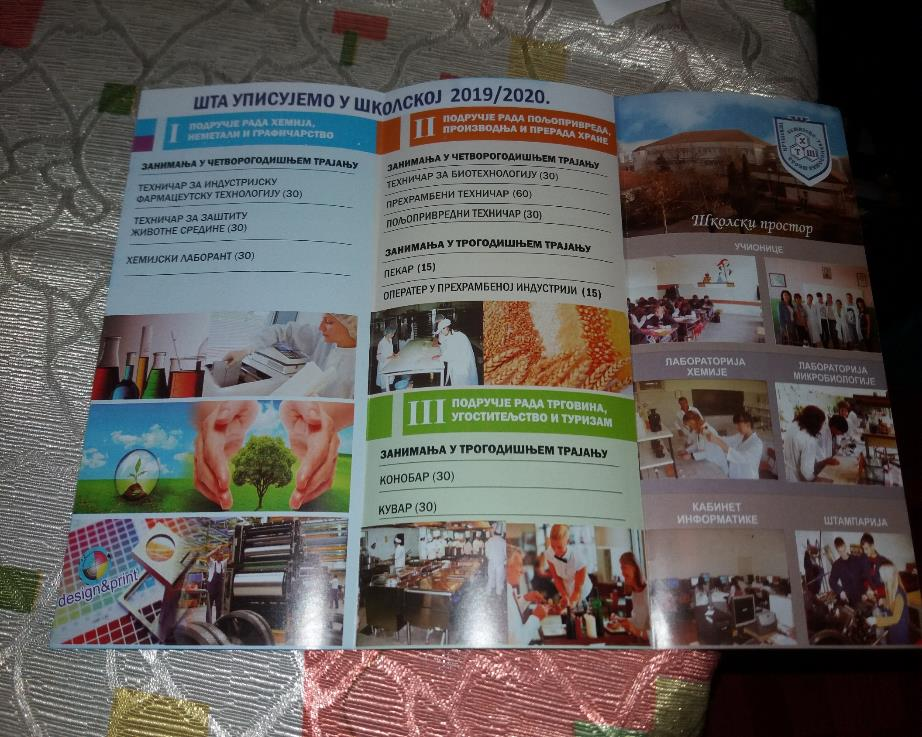 ШТА УПИСУЈЕМО У ШКОЛСКОЈ 2019/2020.
I ПОДРУЧЈЕ РАДА ХЕМИЈА,
НЕМЕТАЛИ И ГРАФИЧАРСТВО
ЗАНИМАЊА У ЧЕТВОРОГОДИШЊЕМ ТРАЈАЊУ
ТЕХНИЧАР ЗА ИНДУСТРИЈСКУ
ФАРМАЦЕУТСКУ ТЕХНОЛОГИЈУ (30)
ТЕХНИЧАР ЗА ЗАШТИТУ
ЖИВОТНЕ СРЕДИНЕ (30)
ХЕМИЈСКИ ЛАБОРАНТ (30)
design&print
II ПОДРУЧЈЕ РАДА ПОЉОПРИВРЕДА,
ПРОИЗВОДЊА И ПРЕРАДА ХРАНЕ
ЗАНИМАЊА У ЧЕТВОРОГОДИШЊЕМ ТРАЈАЊУ
ТЕХНИЧАР ЗА БИОТЕХНОЛОГИЈУ (30)
ПРЕХРАМБЕНИ ТЕХНИЧАР (60)
ПОЉОПРИВРЕДНИ ТЕХНИЧАР (30)
ЗАНИМАЊА У ТРОГОДИШЊЕМ ТРАЈАЊУ
ПЕКАР (15)
ОПЕРАТЕР У ПРЕХРАМБЕНОЈ ИНДУСТРИЈИ (15)
III ПОДРУЧЈЕ РАДА ТРГОВИНА,
УГОСТИТЕЉСТВО И ТУРИЗАМ
ЗАНИМАЊА У ТРОГОДИШЊЕМ ТРАЈАЊУ
КОНОБАР (30)
КУВАР (30)
Школски простор
УЧИОНИЦЕ
ЛАБОРАТОРИЈА
ХЕМИЈЕ
ЛАБОРАТОРИЈА
МИКРОБИОЛОГИЈЕ
КАБИНЕТ
ИНФОРМАТИКЕ
ШТАМПАРИЈА